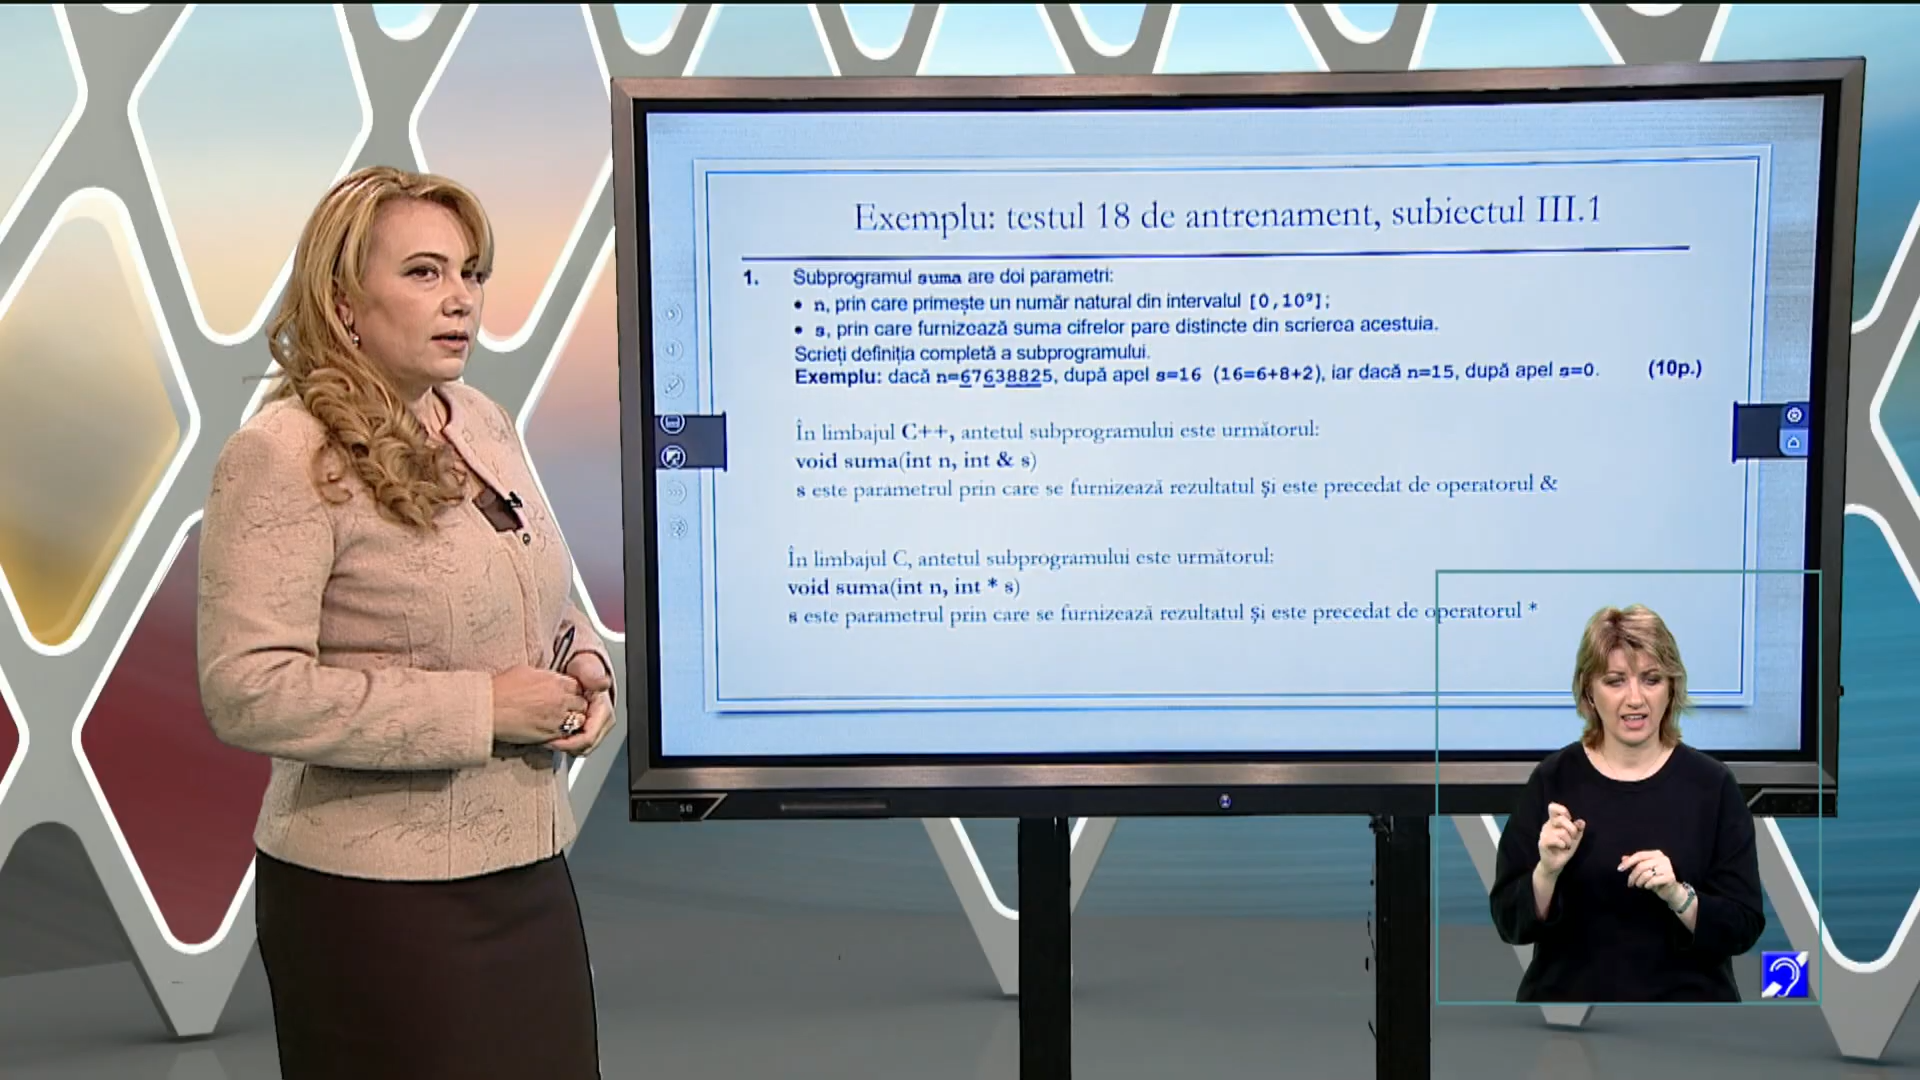 Exemplu: testul 18 de antrenament, subiectul III.1
1. Subprogramul suma are doi parametri:
• n, prin care primește un număr natural din intervalul [0,10⁹];
• s, prin care furnizează suma cifrelor pare distincte din scrierea acestuia.
Scrieți definiția completă a subprogramului.
Exemplu: dacă n=67638825, după apel s=16 (16=6+8+2), iar dacă n=15, după apel s=0. (10p.)
În limbajul C++, antetul subprogramului este următorul:
void suma(int n, int & s)
s este parametrul prin care se furnizează rezultatul şi este precedat de operatorul &
În limbajul C, antetul subprogramului este următorul:
void suma(int n, int * s)
s este parametrul prin care se furnizează rezultatul şi este precedat de operatorul *